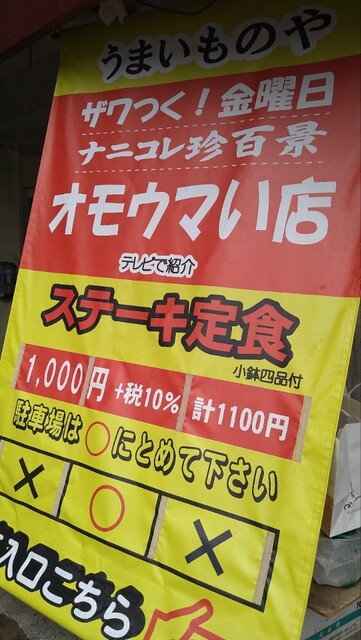 うまいものや
ザワつく！金曜日
ナニコレ珍百景
オモウマい店
テレビで紹介
ステーキ定食
小鉢四品付
1,000円 +税10% 計1100円
駐車場は○にとめて下さい
× ○ ×
入口こちら